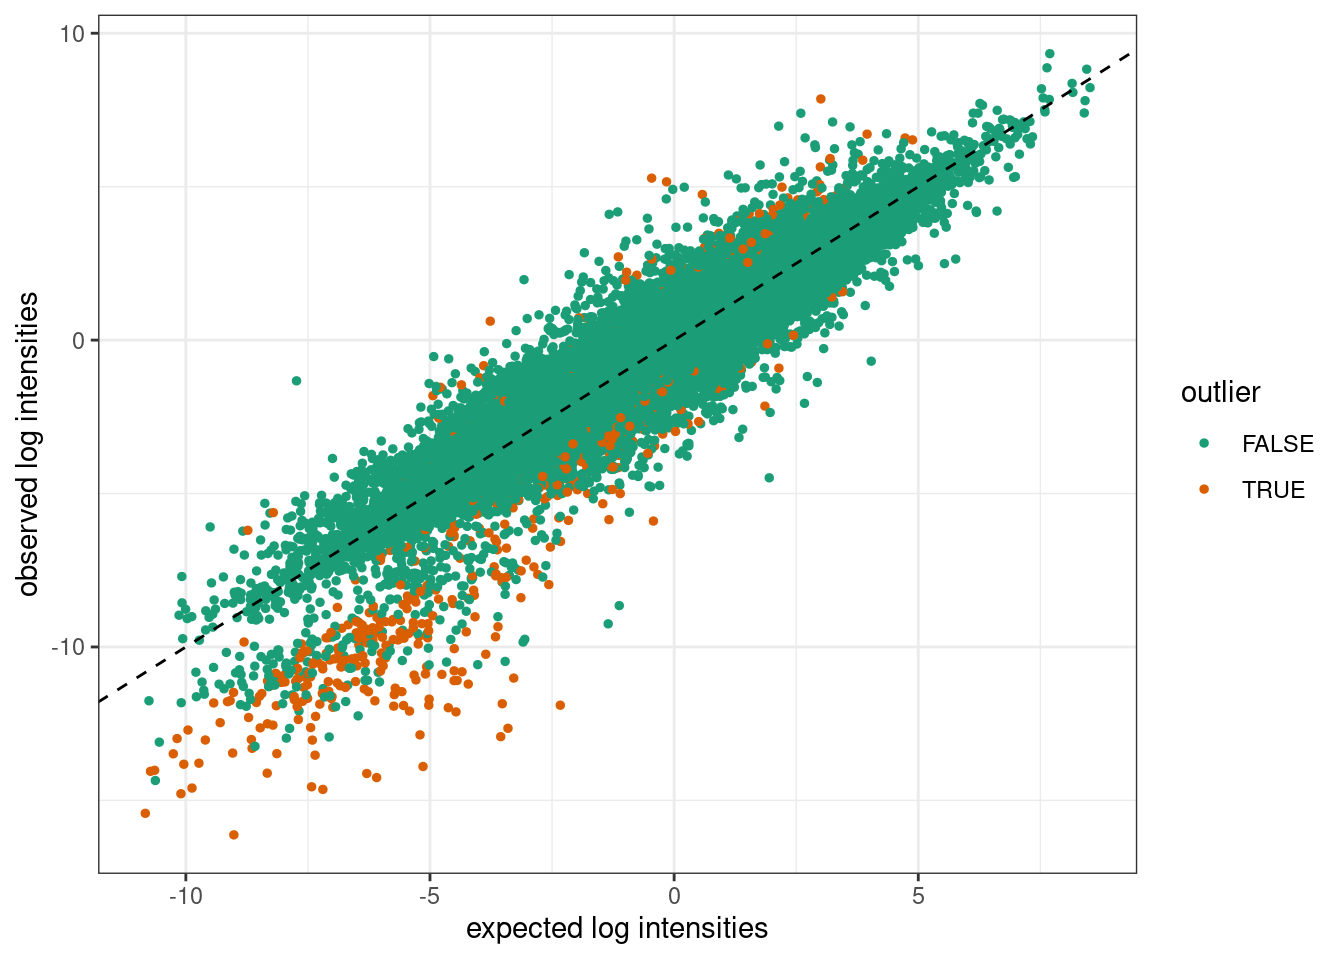 10
0
-10
observed log intensities
-10
-5
0
5
expected log intensities
outlier
FALSE
TRUE